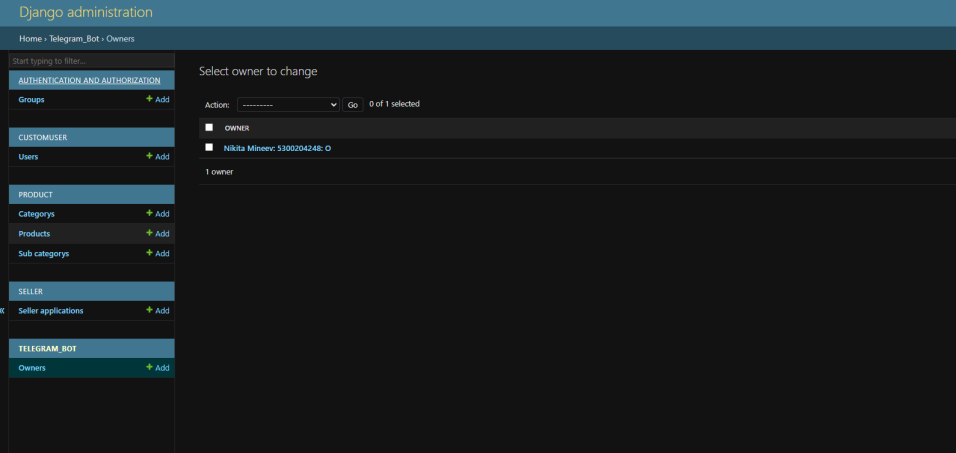 Django administration
Home › Telegram_Bot › Owners
Start typing to filter...
AUTHENTICATION AND AUTHORIZATION
Groups + Add
CUSTOMUSER
Users + Add
PRODUCT
Categorys + Add
Products + Add
Sub categorys + Add
SELLER
Seller applications + Add
TELEGRAM_BOT
Owners + Add
«
Select owner to change
Action: --------- Go 0 of 1 selected
OWNER
Nikita Mineev: 5300204248: O
1 owner